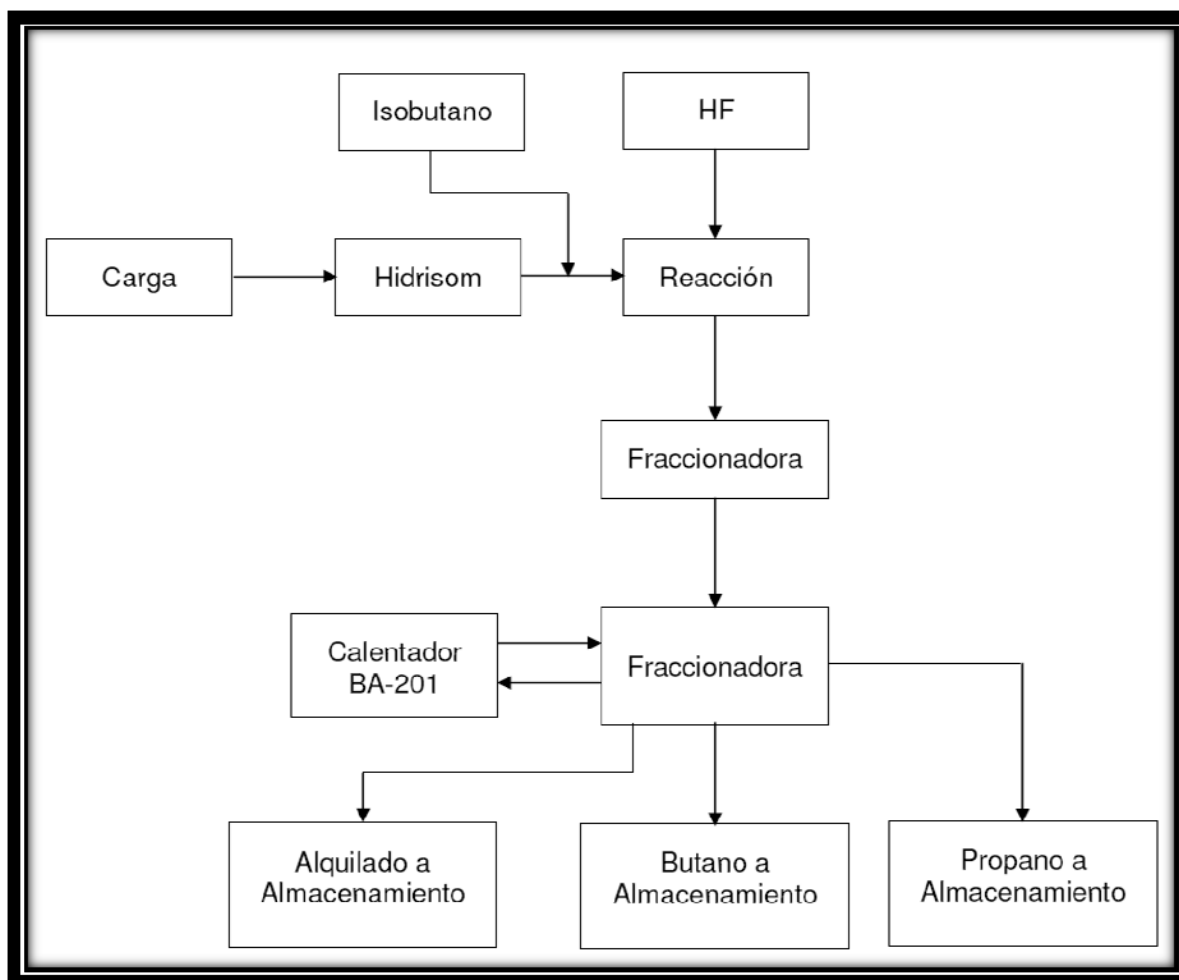 Isobutano
HF
Carga
Hidrisom
Reacción
Fraccionadora
Calentador
BA-201
Fraccionadora
Alquilado a
Almacenamiento
Butano a
Almacenamiento
Propano a
Almacenamiento